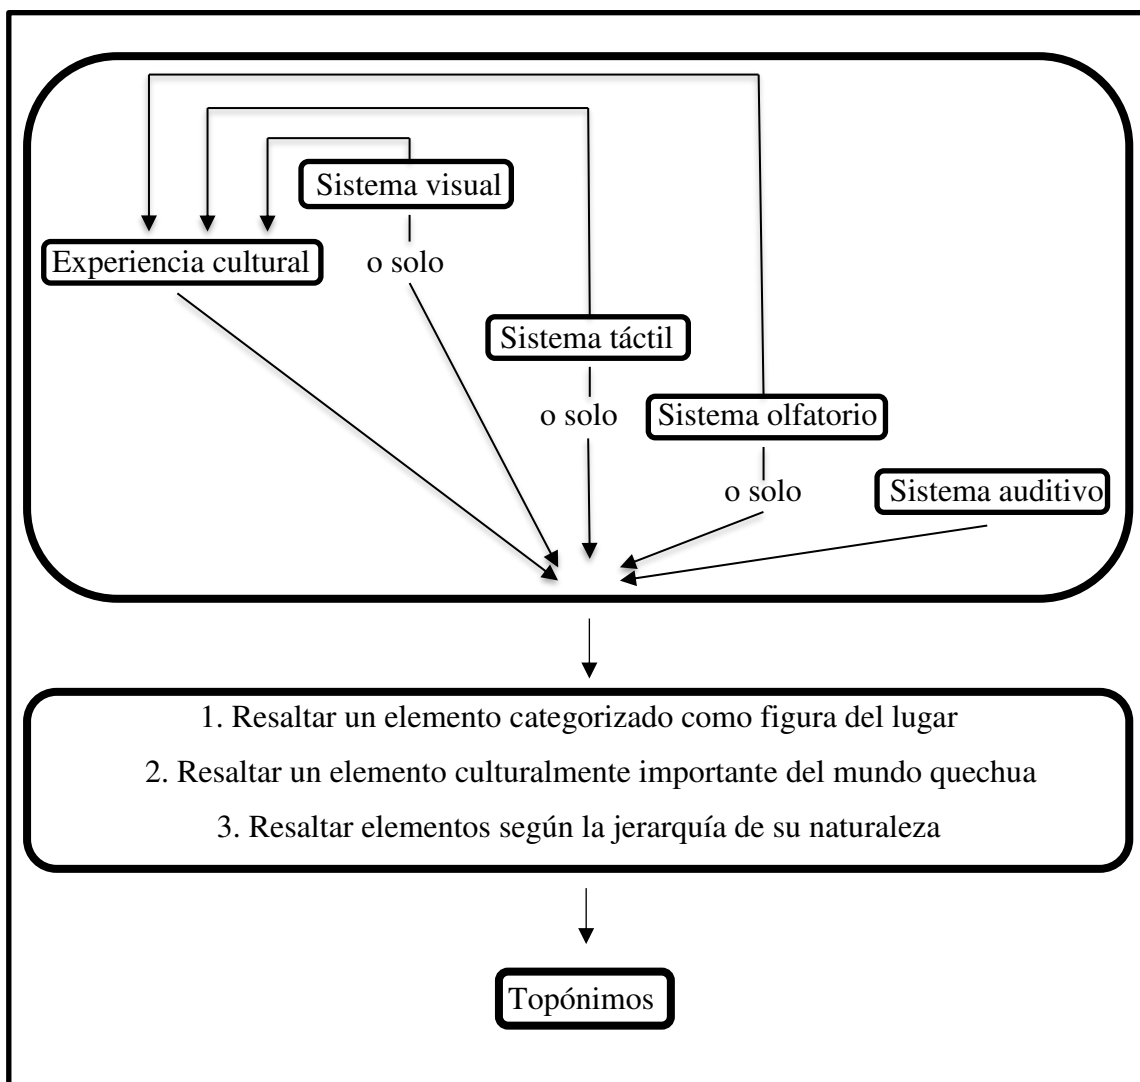 Sistema visual
Experiencia cultural
o solo
Sistema táctil
o solo
Sistema olfatorio
o solo
Sistema auditivo
1. Resaltar un elemento categorizado como figura del lugar
2. Resaltar un elemento culturalmente importante del mundo quechua
3. Resaltar elementos según la jerarquía de su naturaleza
Topónimos